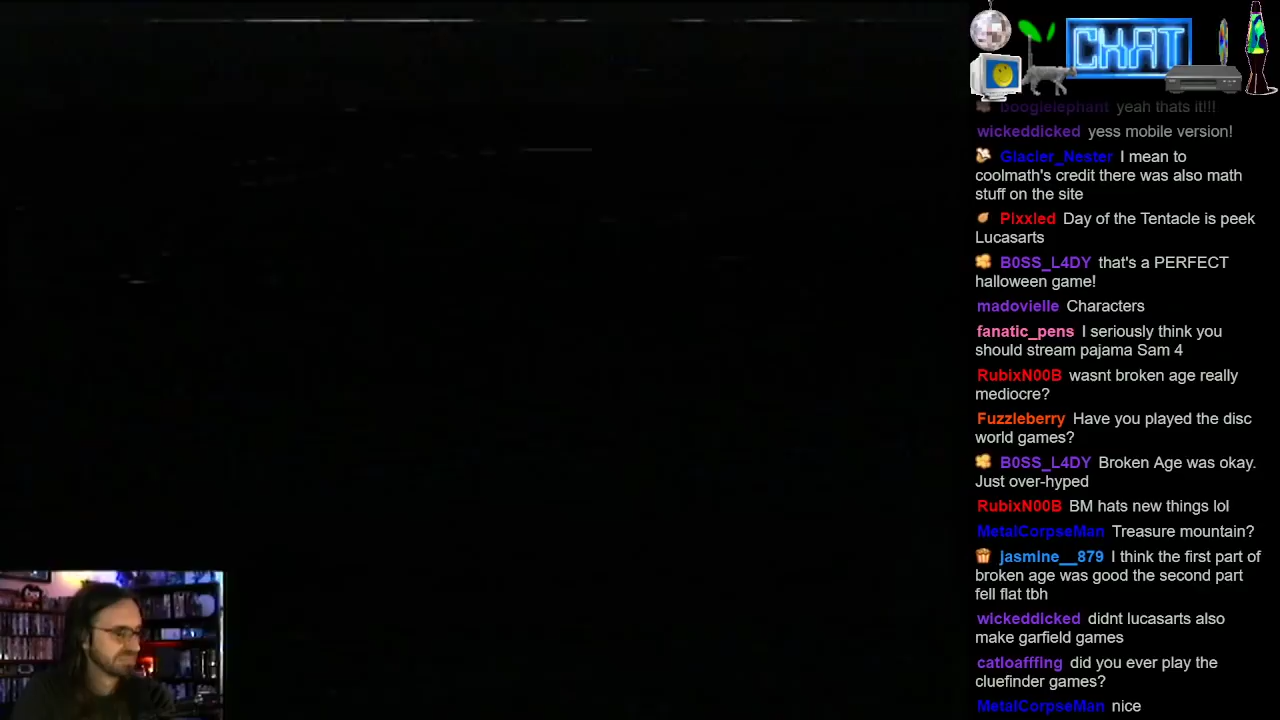 CHAT
booglelephant yeah thats it!!!
wickeddicked yess mobile version!
Glacier_Nester I mean to
coolmath's credit there was also math
stuff on the site
Pixxled Day of the Tentacle is peek
Lucasarts
B0SS_L4DY that's a PERFECT
halloween game!
madovielle Characters
fanatic_pens I seriously think you
should stream pajama Sam 4
RubixN00B wasnt broken age really
mediocre?
Fuzzleberry Have you played the disc
world games?
B0SS_L4DY Broken Age was okay.
Just over-hyped
RubixN00B BM hats new things lol
MetalCorpseMan Treasure mountain?
jasmine__879 I think the first part of
broken age was good the second part
fell flat tbh
wickeddicked didnt lucasarts also
make garfield games
catloafffing did you ever play the
cluefinder games?
MetalCorpseMan nice